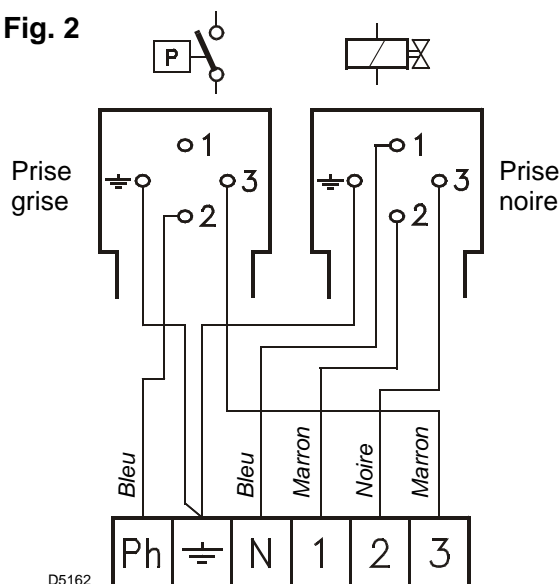 Fig. 2
P
Prise
grise
1
3
2
1
3
2
Prise
noire
Bleu
Bleu
Marron
Noire
Marron
Ph
N
1
2
3
D5162